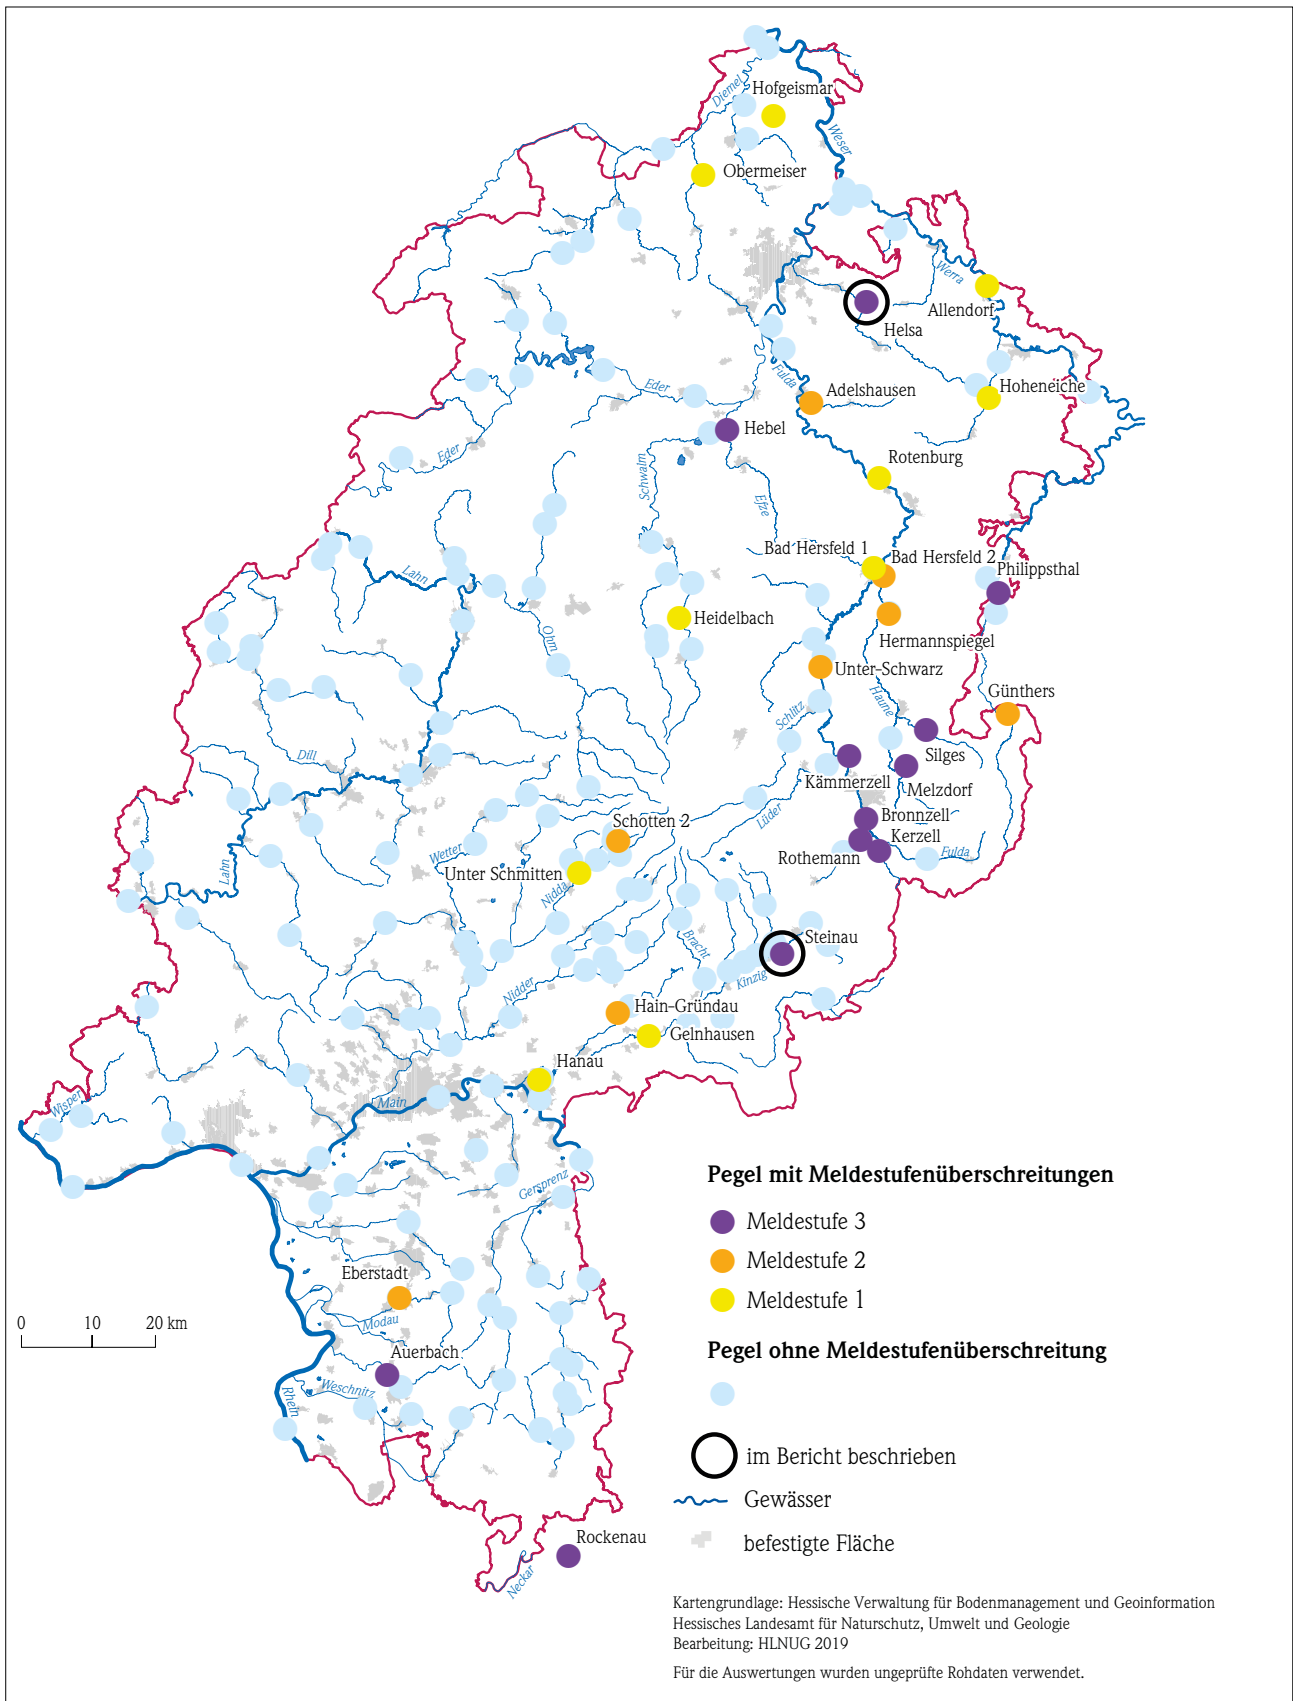 Hofgeismar
Diemel
Weser
Obermeiser
Werra
Allendorf
Helsa
Fulda
Eder
Adelshausen
Hoheneiche
Hebel
Eder
Schwalm
Efze
Rotenburg
Bad Hersfeld 1
Bad Hersfeld 2
Philippsthal
Lahn
Heidelbach
Ohm
Hermannspiegel
Unter-Schwarz
Günthers
Haune
Schlitz
Silges
Dill
Kämmerzell
Melzdorf
Schotten 2
Lüder
Bronnzell
Kerzell
Rothemann
Fulda
Wetter
Lahn
Unter Schmitten
Nidda
Steinau
Bracht
Kinzig
Nidder
Hain-Gründau
Gelnhausen
Hanau
Main
Wisper
Gersprenz
Pegel mit Meldestufenüberschreitungen
Meldestufe 3
Meldestufe 2
Meldestufe 1
Eberstadt
Modau
0 10 20 km
Auerbach
Pegel ohne Meldestufenüberschreitung
Weschnitz
Rhein
im Bericht beschrieben
Gewässer
befestigte Fläche
Rockenau
Neckar
Kartengrundlage: Hessische Verwaltung für Bodenmanagement und Geoinformation
Hessisches Landesamt für Naturschutz, Umwelt und Geologie
Bearbeitung: HLNUG 2019
Für die Auswertungen wurden ungeprüfte Rohdaten verwendet.